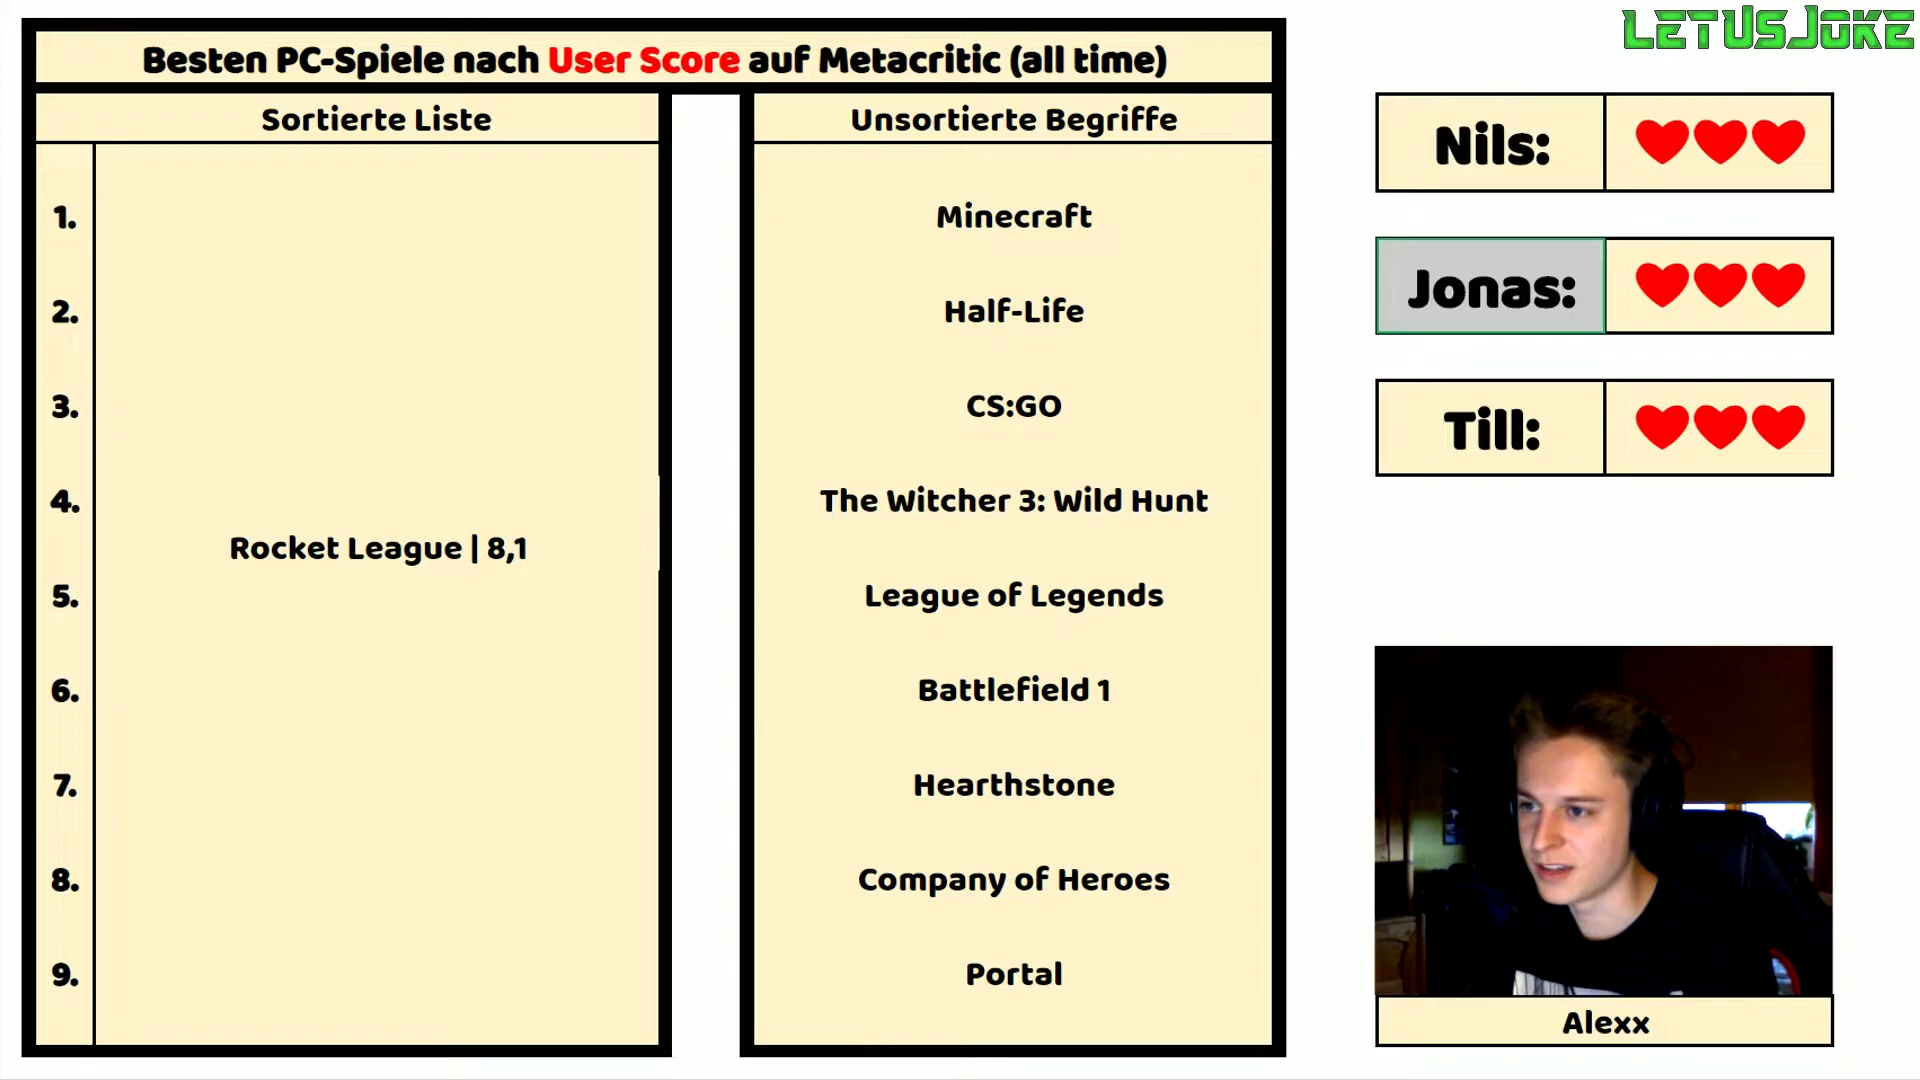 LETUSJOKE
Besten PC-Spiele nach User Score auf Metacritic (all time)
Sortierte Liste
Unsortierte Begriffe
1.
2.
3.
4.
5.
6.
7.
8.
9.
Rocket League | 8,1
Minecraft
Half-Life
CS:GO
The Witcher 3: Wild Hunt
League of Legends
Battlefield 1
Hearthstone
Company of Heroes
Portal
Nils:
Jonas:
Till:
Alexx